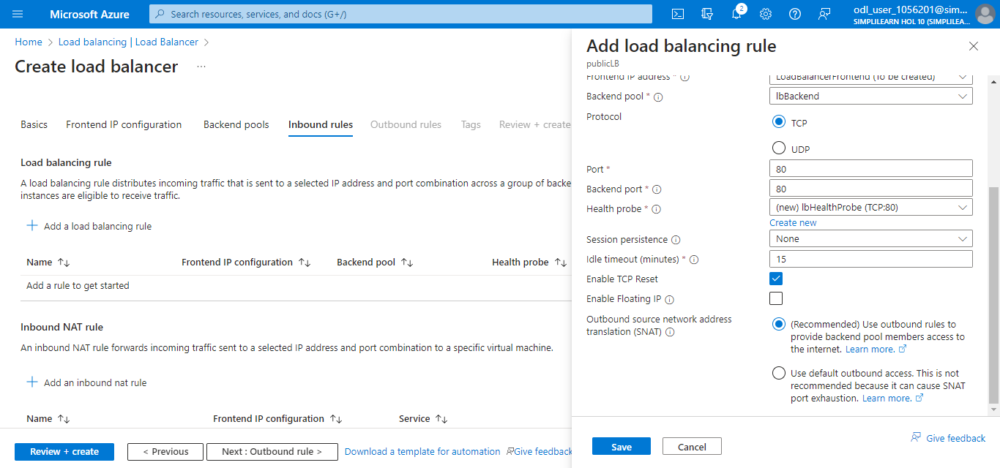 Microsoft Azure
Search resources, services, and docs (G+/)
2
odl_user_1056201@sim...
SIMPLILEARN HOL 10 (SIMPLILEA...
Home > Load balancing | Load Balancer >
Create load balancer ...
Basics Frontend IP configuration Backend pools Inbound rules Outbound rules Tags Review + create
Load balancing rule
A load balancing rule distributes incoming traffic that is sent to a selected IP address and port combination across a group of backe
instances are eligible to receive traffic.
+ Add a load balancing rule
Name ↑↓ Frontend IP configuration ↑↓ Backend pool ↑↓ Health probe ↑↓
Add a rule to get started
Inbound NAT rule
An inbound NAT rule forwards incoming traffic sent to a selected IP address and port combination to a specific virtual machine.
+ Add an inbound nat rule
Name ↑↓ Frontend IP configuration ↑↓ Service ↑↓
Review + create < Previous Next : Outbound rule > Download a template for automation Give feedback
Add load balancing rule
publicLB
Frontend IP address * LoadBalancerFrontend (To be created)
Backend pool * lbBackend
Protocol TCP
UDP
Port * 80
Backend port * 80
Health probe * (new) lbHealthProbe (TCP:80)
Create new
Session persistence None
Idle timeout (minutes) * 15
Enable TCP Reset
Enable Floating IP
Outbound source network address
translation (SNAT)
(Recommended) Use outbound rules to
provide backend pool members access to
the internet. Learn more.
Use default outbound access. This is not
recommended because it can cause SNAT
port exhaustion. Learn more.
Save Cancel
Give feedback